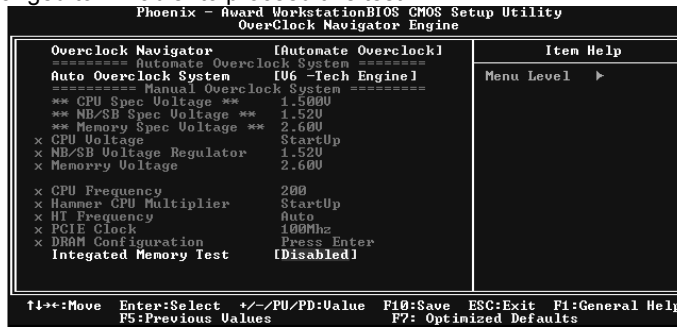 Phoenix – Award WorkstationBIOS CMOS Setup Utility
OverClock Navigator Engine
Overclock Navigator [Automate Overclock]
========= Automate Overclock System ========
Auto Overclock System [V6 -Tech Engine]
========== Manual Overclock System =========
** CPU Spec Voltage ** 1.500V
** NB/SB Spec Voltage ** 1.52V
** Memory Spec Voltage ** 2.60V
x CPU Voltage StartUp
x NB/SB Voltage Regulator 1.52V
x Memorry Voltage 2.60V
x CPU Frequency 200
x Hammer CPU Multiplier StartUp
x HT Frequency Auto
x PCIE Clock 100Mhz
x DRAM Configuration Press Enter
Integated Memory Test [Disabled]
Item Help
Menu Level ▶
↑↓→←:Move Enter:Select +/-/PU/PD:Value F10:Save ESC:Exit F1:General Help
F5:Previous Values F7: Optimized Defaults